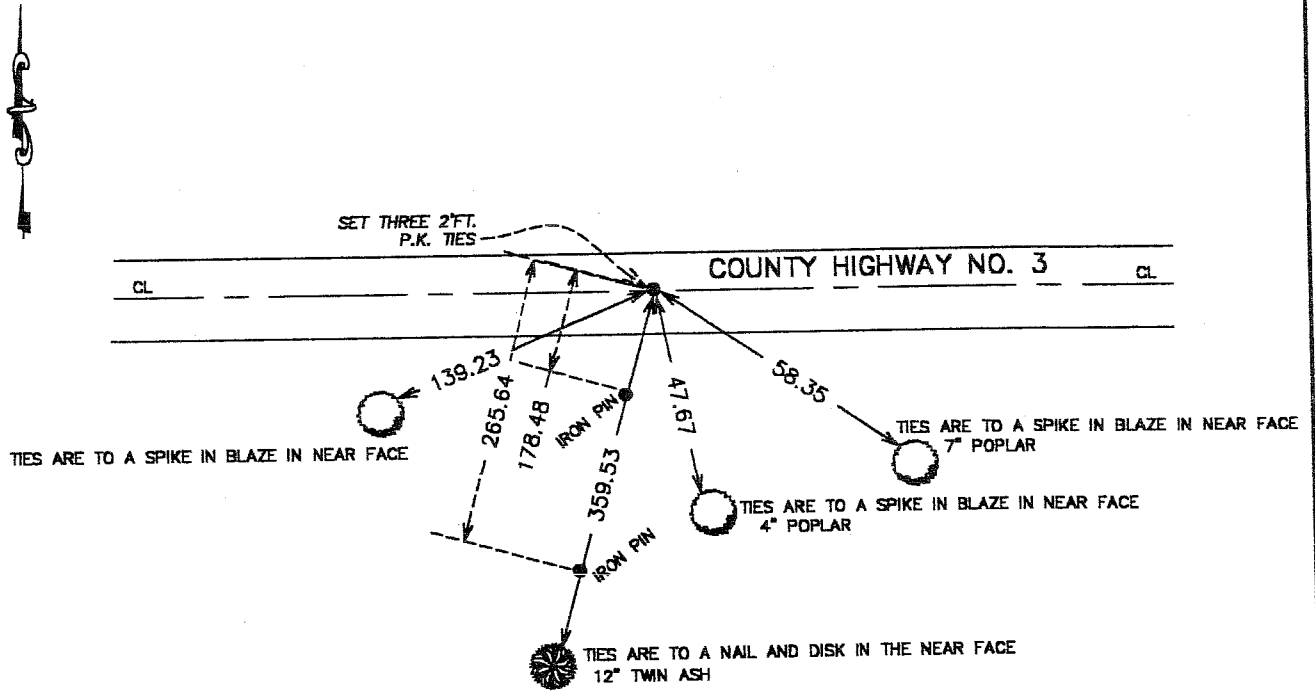 SET THREE 2'FT.
P.K. TIES
COUNTY HIGHWAY NO. 3
CL
CL
139.23
265.64
178.48
IRON PIN
359.53
47.67
58.35
TIES ARE TO A SPIKE IN BLAZE IN NEAR FACE
7" POPLAR
TIES ARE TO A SPIKE IN BLAZE IN NEAR FACE
TIES ARE TO A SPIKE IN BLAZE IN NEAR FACE
4" POPLAR
IRON PIN
TIES ARE TO A NAIL AND DISK IN THE NEAR FACE
12" TWIN ASH